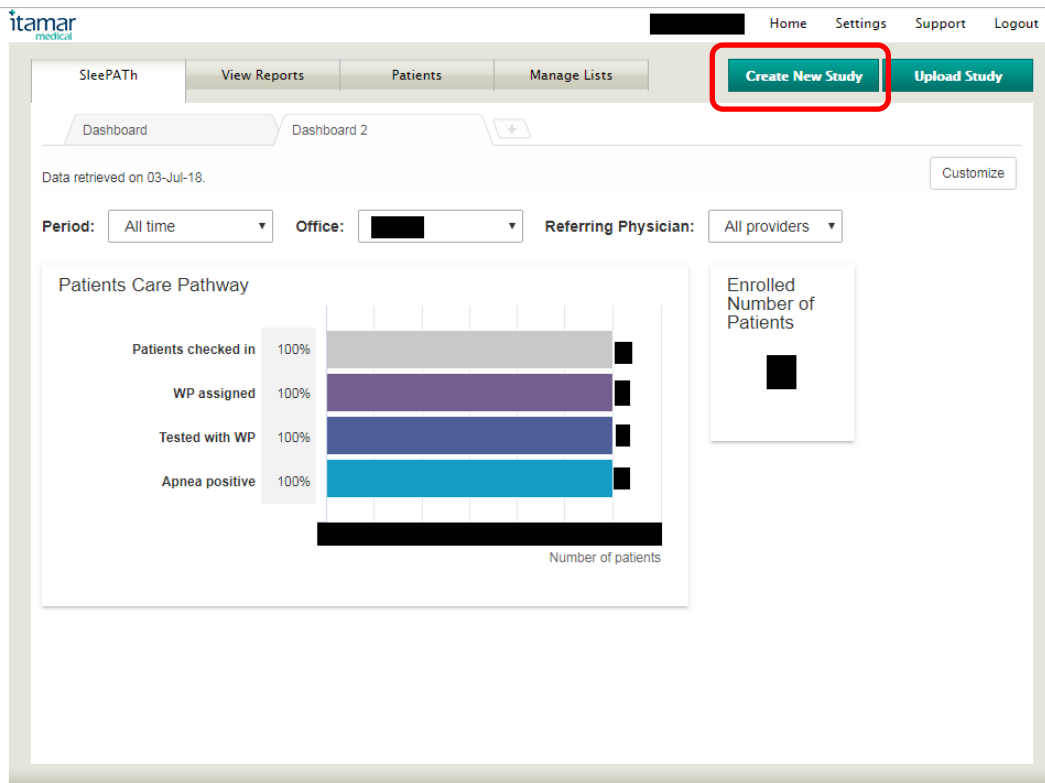 itamar
medical
Home Settings Support Logout
SleePATh View Reports Patients Manage Lists Create New Study Upload Study
Dashboard Dashboard 2 +
Data retrieved on 03-Jul-18. Customize
Period: All time Office: Referring Physician: All providers
Patients Care Pathway
Patients checked in 100%
WP assigned 100%
Tested with WP 100%
Apnea positive 100%
Number of patients
Enrolled
Number of
Patients